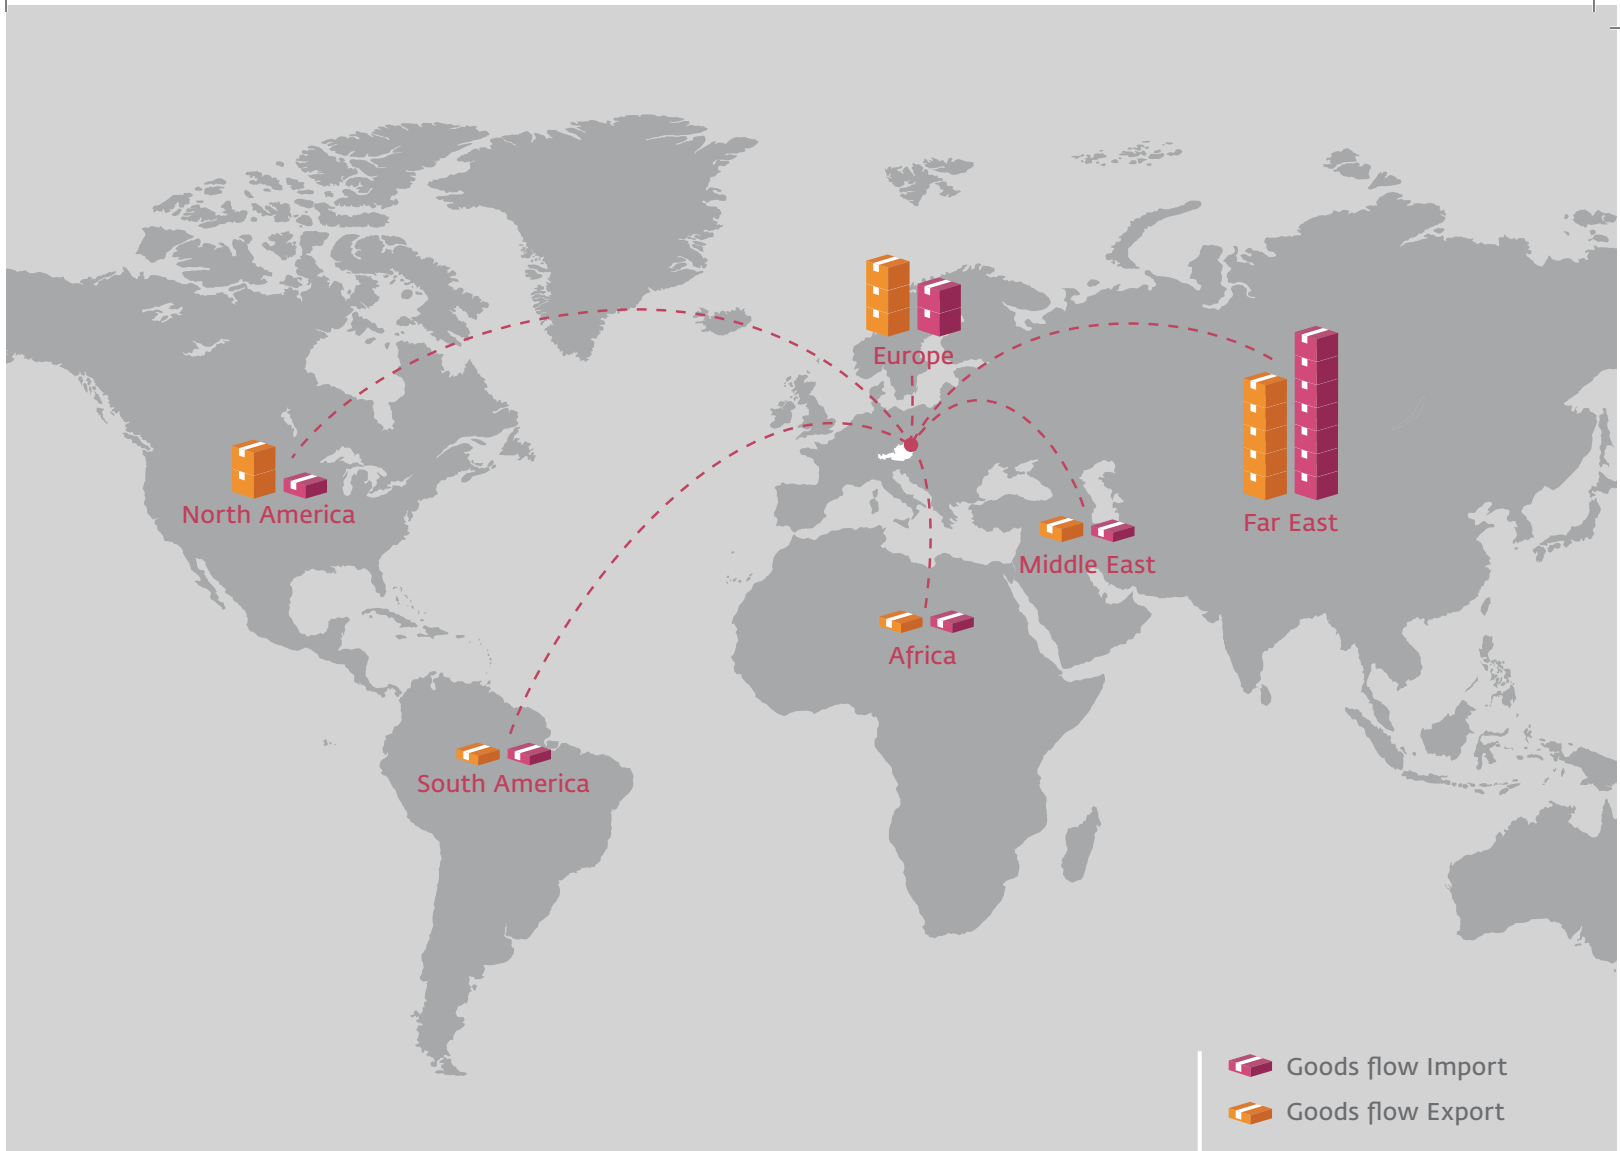 Europe
North America
Far East
Middle East
Africa
South America
Goods flow Import
Goods flow Export